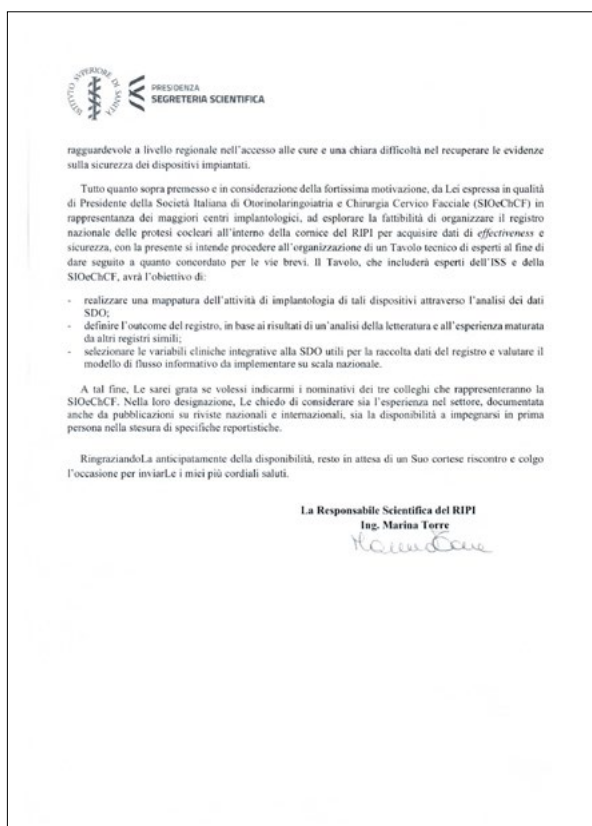 ISTITUTO SUPERIORE DI SANITÀ
PRESIDENZA
SEGRETERIA SCIENTIFICA
ragguardevole a livello regionale nell'accesso alle cure e una chiara difficoltà nel recuperare le evidenze
sulla sicurezza dei dispositivi impiantati.
Tutto quanto sopra premesso e in considerazione della fortissima motivazione, da Lei espressa in qualità
di Presidente della Società Italiana di Otorinolaringoiatria e Chirurgia Cervico Facciale (SIOeChCF) in
rappresentanza dei maggiori centri implantologici, ad esplorare la fattibilità di organizzare il registro
nazionale delle protesi cocleari all'interno della cornice del RIPI per acquisire dati di effectiveness e
sicurezza, con la presente si intende procedere all'organizzazione di un Tavolo tecnico di esperti al fine di
dare seguito a quanto concordato per le vie brevi. Il Tavolo, che includerà esperti dell'ISS e della
SIOeChCF, avrà l'obiettivo di:
- realizzare una mappatura dell'attività di implantologia di tali dispositivi attraverso l'analisi dei dati
SDO;
- definire l'outcome del registro, in base ai risultati di un'analisi della letteratura e all'esperienza maturata
da altri registri simili;
- selezionare le variabili cliniche integrative alla SDO utili per la raccolta dati del registro e valutare il
modello di flusso informativo da implementare su scala nazionale.
A tal fine, Le sarei grata se volessi indicarmi i nominativi dei tre colleghi che rappresenteranno la
SIOeChCF. Nella loro designazione, Le chiedo di considerare sia l'esperienza nel settore, documentata
anche da pubblicazioni su riviste nazionali e internazionali, sia la disponibilità a impegnarsi in prima
persona nella stesura di specifiche reportistiche.
RingraziandoLa anticipatamente della disponibilità, resto in attesa di un Suo cortese riscontro e colgo
l'occasione per inviarLe i miei più cordiali saluti.
La Responsabile Scientifica del RIPI
Ing. Marina Torre